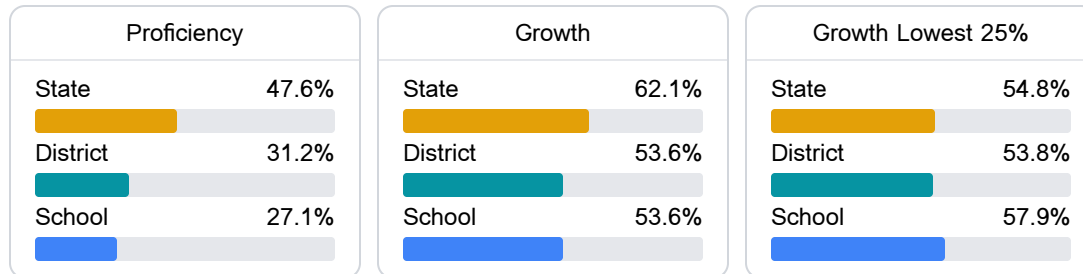 Proficiency
State 47.6%
District 31.2%
School 27.1%
Growth
State 62.1%
District 53.6%
School 53.6%
Growth Lowest 25%
State 54.8%
District 53.8%
School 57.9%